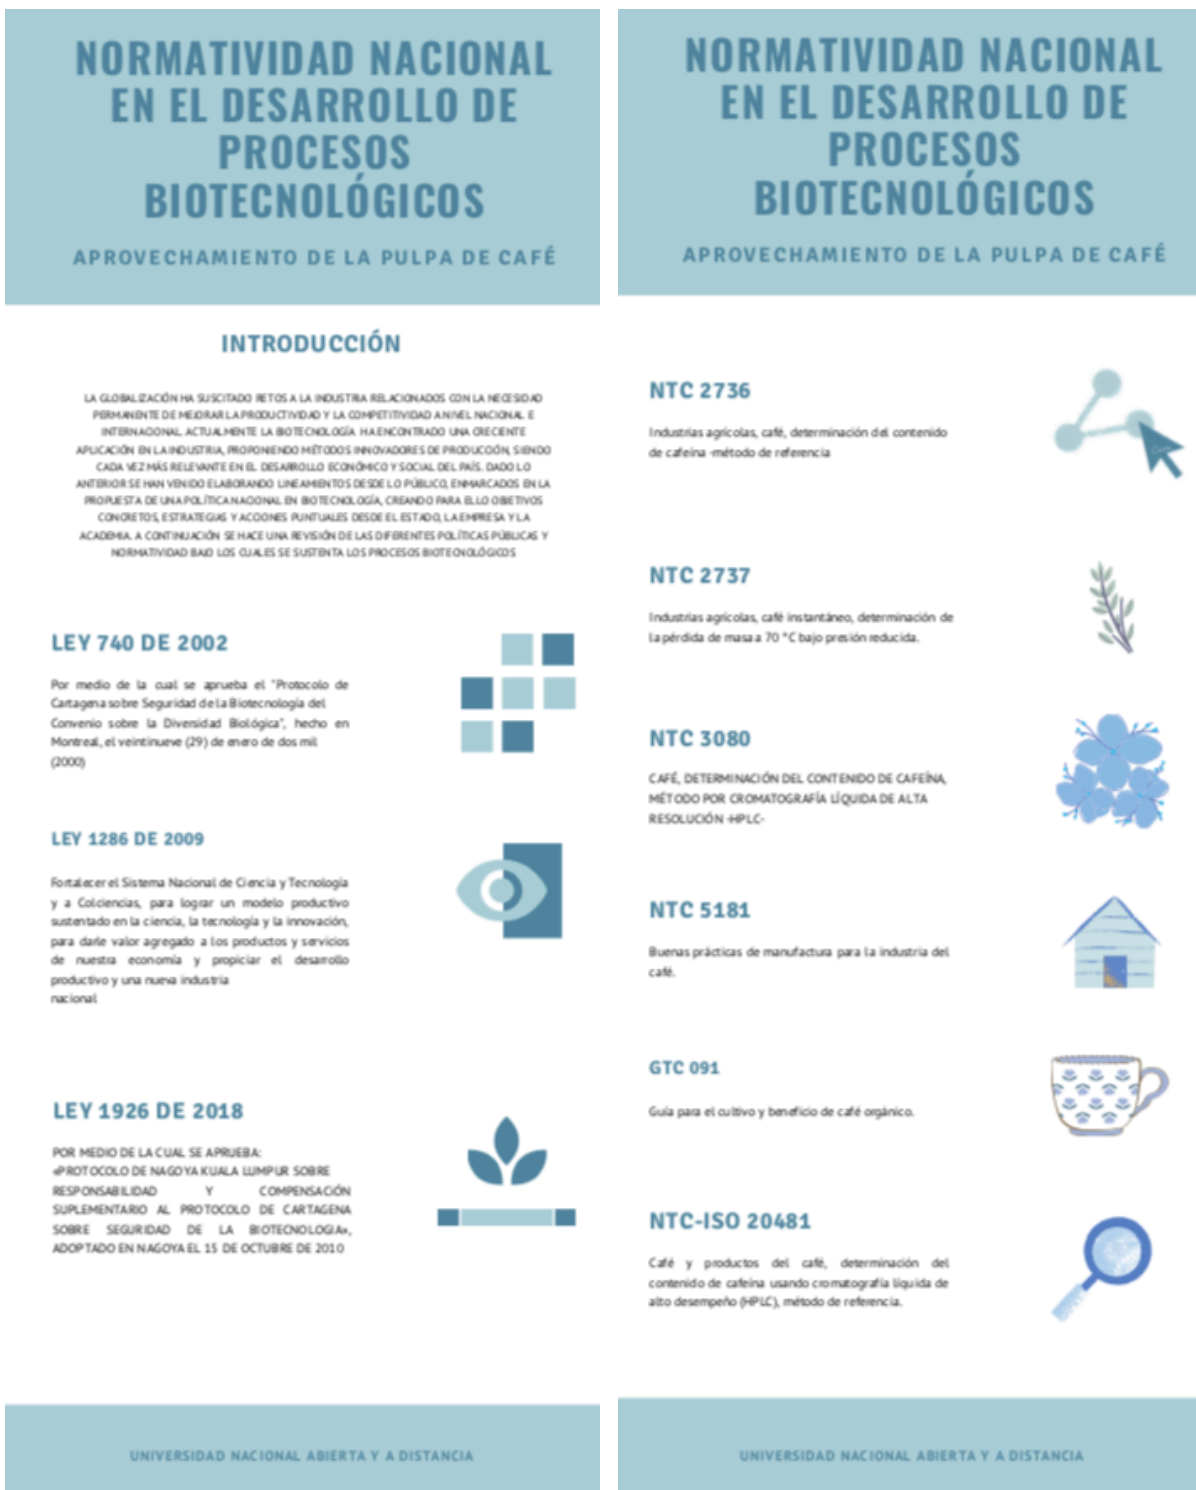 NORMATIVIDAD NACIONAL
EN EL DESARROLLO DE
PROCESOS
BIOTECNOLÓGICOS
APROVECHAMIENTO DE LA PULPA DE CAFÉ
INTRODUCCIÓN
LA GLOBALIZACIÓN HA SUSCITADO RETOS A LA INDUSTRIA RELACIONADOS CON LA NECESIDAD
PERMANENTE DE MEJORAR LA PRODUCTIVIDAD Y LA COMPETITIVIDAD A NIVEL NACIONAL E
INTERNACIONAL. ACTUALMENTE LA BIOTECNOLOGÍA HA ENCONTRADO UNA CRECIENTE
APLICACIÓN EN LA INDUSTRIA, PROPONIENDO MÉTODOS INNOVADORES DE PRODUCCIÓN, SIENDO
CADA VEZ MÁS RELEVANTE EN EL DESARROLLO ECONÓMICO Y SOCIAL DEL PAÍS. DADO LO
ANTERIOR SE HAN VENIDO ELABORANDO LINEAMIENTOS DESDE LO PÚBLICO, ENMARCADOS EN LA
PROPUESTA DE UNA POLÍTICA NACIONAL EN BIOTECNOLOGÍA, CREANDO PARA ELLO OBJETIVOS
CONCRETOS, ESTRATEGIAS Y ACCIONES PUNTUALES DESDE EL ESTADO, LA EMPRESA Y LA
ACADEMIA. A CONTINUACIÓN SE HACE UNA REVISIÓN DE LAS DIFERENTES POLÍTICAS PÚBLICAS Y
NORMATIVIDAD BAJO LOS CUALES SE SUSTENTA LOS PROCESOS BIOTECNOLÓGICOS
LEY 740 DE 2002
Por medio de la cual se aprueba el "Protocolo de
Cartagena sobre Seguridad de la Biotecnología del
Convenio sobre la Diversidad Biológica", hecho en
Montreal, el veintinueve (29) de enero de dos mil
(2000)
LEY 1286 DE 2009
Fortalecer el Sistema Nacional de Ciencia y Tecnología
y a Colciencias, para lograr un modelo productivo
sustentado en la ciencia, la tecnología y la innovación,
para darle valor agregado a los productos y servicios
de nuestra economía y propiciar el desarrollo
productivo y una nueva industria
nacional
LEY 1926 DE 2018
POR MEDIO DE LA CUAL SE APRUEBA:
«PROTOCOLO DE NAGOYA KUALA LUMPUR SOBRE
RESPONSABILIDAD Y COMPENSACIÓN
SUPLEMENTARIO AL PROTOCOLO DE CARTAGENA
SOBRE SEGURIDAD DE LA BIOTECNOLOGIA»,
ADOPTADO EN NAGOYA EL 15 DE OCTUBRE DE 2010
UNIVERSIDAD NACIONAL ABIERTA Y A DISTANCIA
NORMATIVIDAD NACIONAL
EN EL DESARROLLO DE
PROCESOS
BIOTECNOLÓGICOS
APROVECHAMIENTO DE LA PULPA DE CAFÉ
NTC 2736
Industrias agrícolas, café, determinación del contenido
de cafeína -método de referencia
NTC 2737
Industrias agrícolas, café instantáneo, determinación de
la pérdida de masa a 70 °C bajo presión reducida.
NTC 3080
CAFÉ, DETERMINACIÓN DEL CONTENIDO DE CAFEÍNA,
MÉTODO POR CROMATOGRAFÍA LÍQUIDA DE ALTA
RESOLUCIÓN -HPLC-
NTC 5181
Buenas prácticas de manufactura para la industria del
café.
GTC 091
Guía para el cultivo y beneficio de café orgánico.
NTC-ISO 20481
Café y productos del café, determinación del
contenido de cafeína usando cromatografía líquida de
alto desempeño (HPLC), método de referencia.
UNIVERSIDAD NACIONAL ABIERTA Y A DISTANCIA